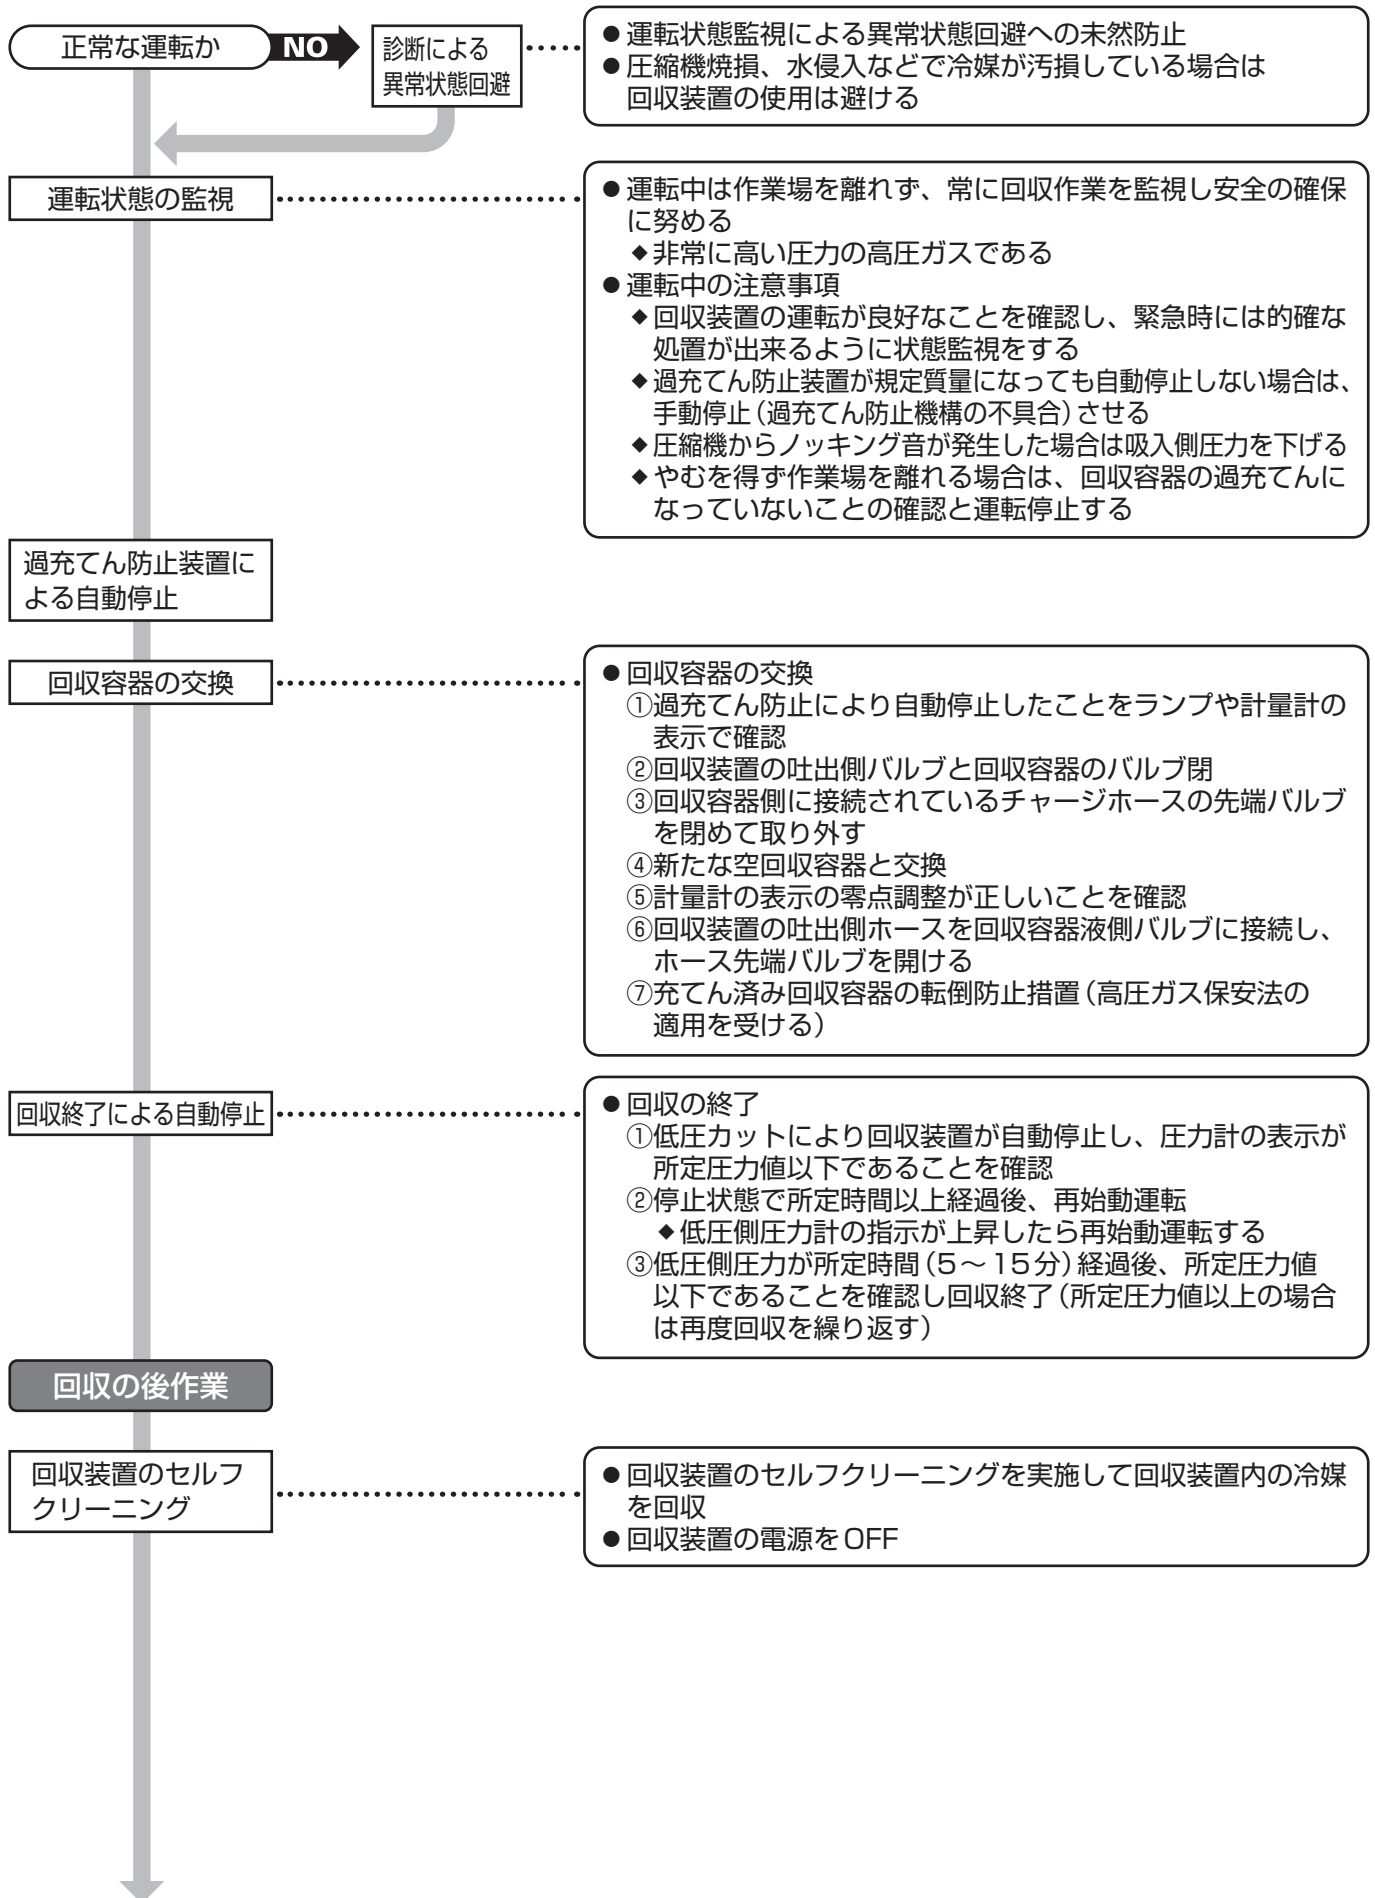 正常な運転か
NO
診断による
異常状態回避
●運転状態監視による異常状態回避への未然防止
●圧縮機焼損、水侵入などで冷媒が汚損している場合は
回収装置の使用は避ける
運転状態の監視
●運転中は作業場を離れず、常に回収作業を監視し安全の確保
に努める
◆非常に高い圧力の高圧ガスである
●運転中の注意事項
◆回収装置の運転が良好なことを確認し、緊急時には的確な
処置が出来るように状態監視をする
◆過充てん防止装置が規定質量になっても自動停止しない場合は、
手動停止(過充てん防止機構の不具合)させる
◆圧縮機からノッキング音が発生した場合は吸入側圧力を下げる
◆やむを得ず作業場を離れる場合は、回収容器の過充てんに
なっていないことの確認と運転停止する
過充てん防止装置に
よる自動停止
回収容器の交換
●回収容器の交換
①過充てん防止により自動停止したことをランプや計量計の
表示で確認
②回収装置の吐出側バルブと回収容器のバルブ閉
③回収容器側に接続されているチャージホースの先端バルブ
を閉めて取り外す
④新たな空回収容器と交換
⑤計量計の表示の零点調整が正しいことを確認
⑥回収装置の吐出側ホースを回収容器液側バルブに接続し、
ホース先端バルブを開ける
⑦充てん済み回収容器の転倒防止措置(高圧ガス保安法の
適用を受ける)
回収終了による自動停止
●回収の終了
①低圧カットにより回収装置が自動停止し、圧力計の表示が
所定圧力値以下であることを確認
②停止状態で所定時間以上経過後、再始動運転
◆低圧側圧力計の指示が上昇したら再始動運転する
③低圧側圧力が所定時間(5~15分)経過後、所定圧力値
以下であることを確認し回収終了(所定圧力値以上の場合
は再度回収を繰り返す)
回収の後作業
回収装置のセルフ
クリーニング
●回収装置のセルフクリーニングを実施して回収装置内の冷媒
を回収
●回収装置の電源をOFF